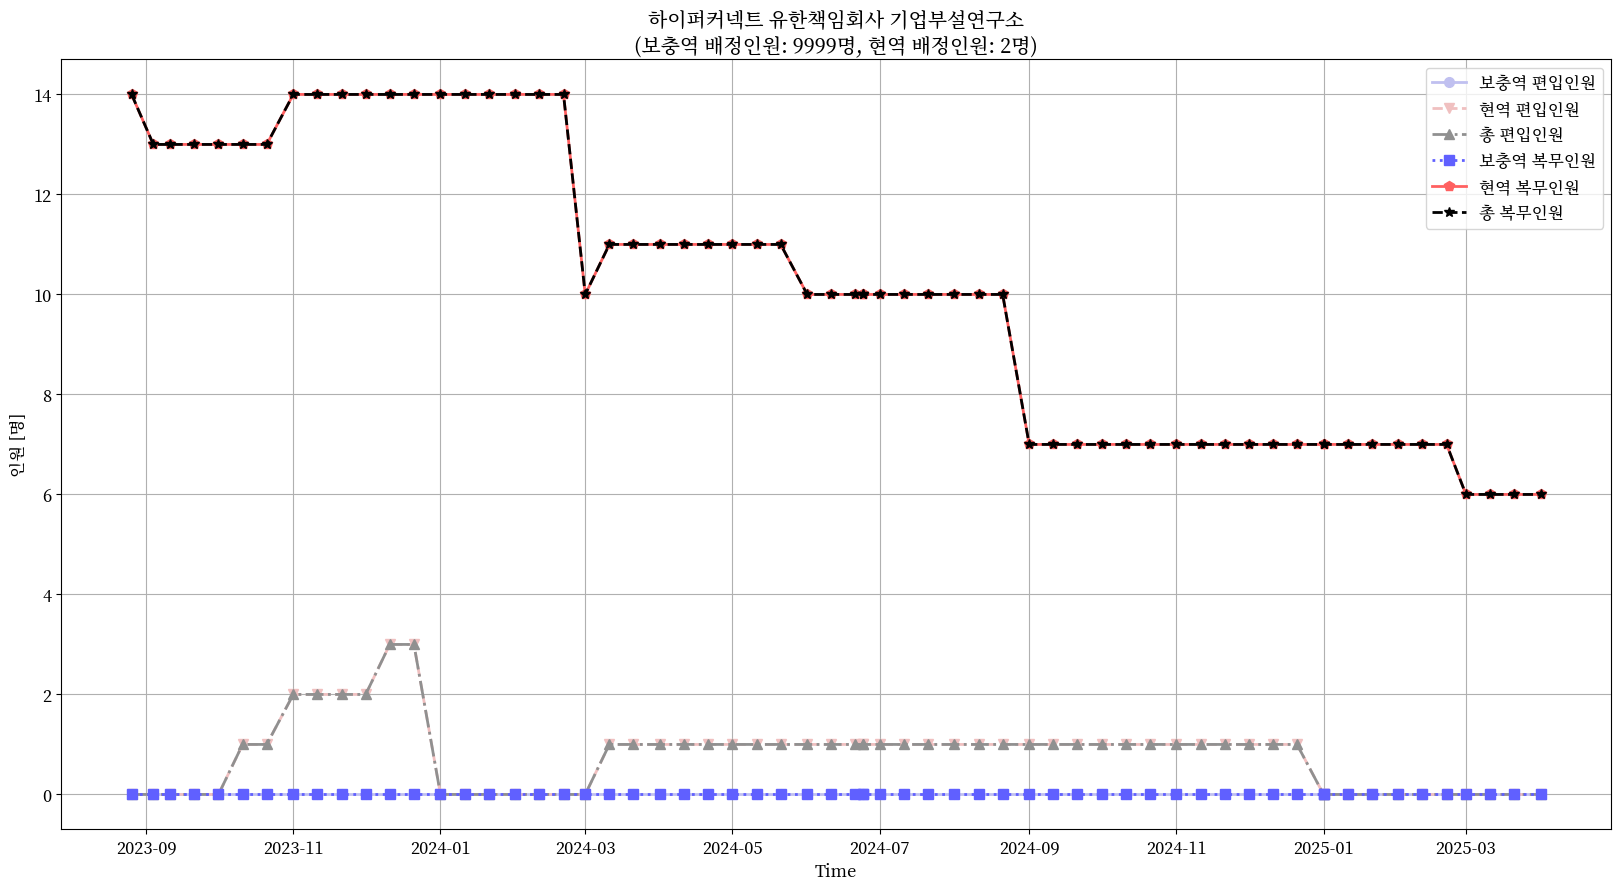 하이퍼커넥트 유한책임회사 기업부설연구소
(보충역 배정인원: 9999명, 현역 배정인원: 2명)
보충역 편입인원
현역 편입인원
총 편입인원
보충역 복무인원
현역 복무인원
총 복무인원
인원 [명]
14
12
10
8
6
4
2
0
2023-09
2023-11
2024-01
2024-03
2024-05
2024-07
2024-09
2024-11
2025-01
2025-03
Time